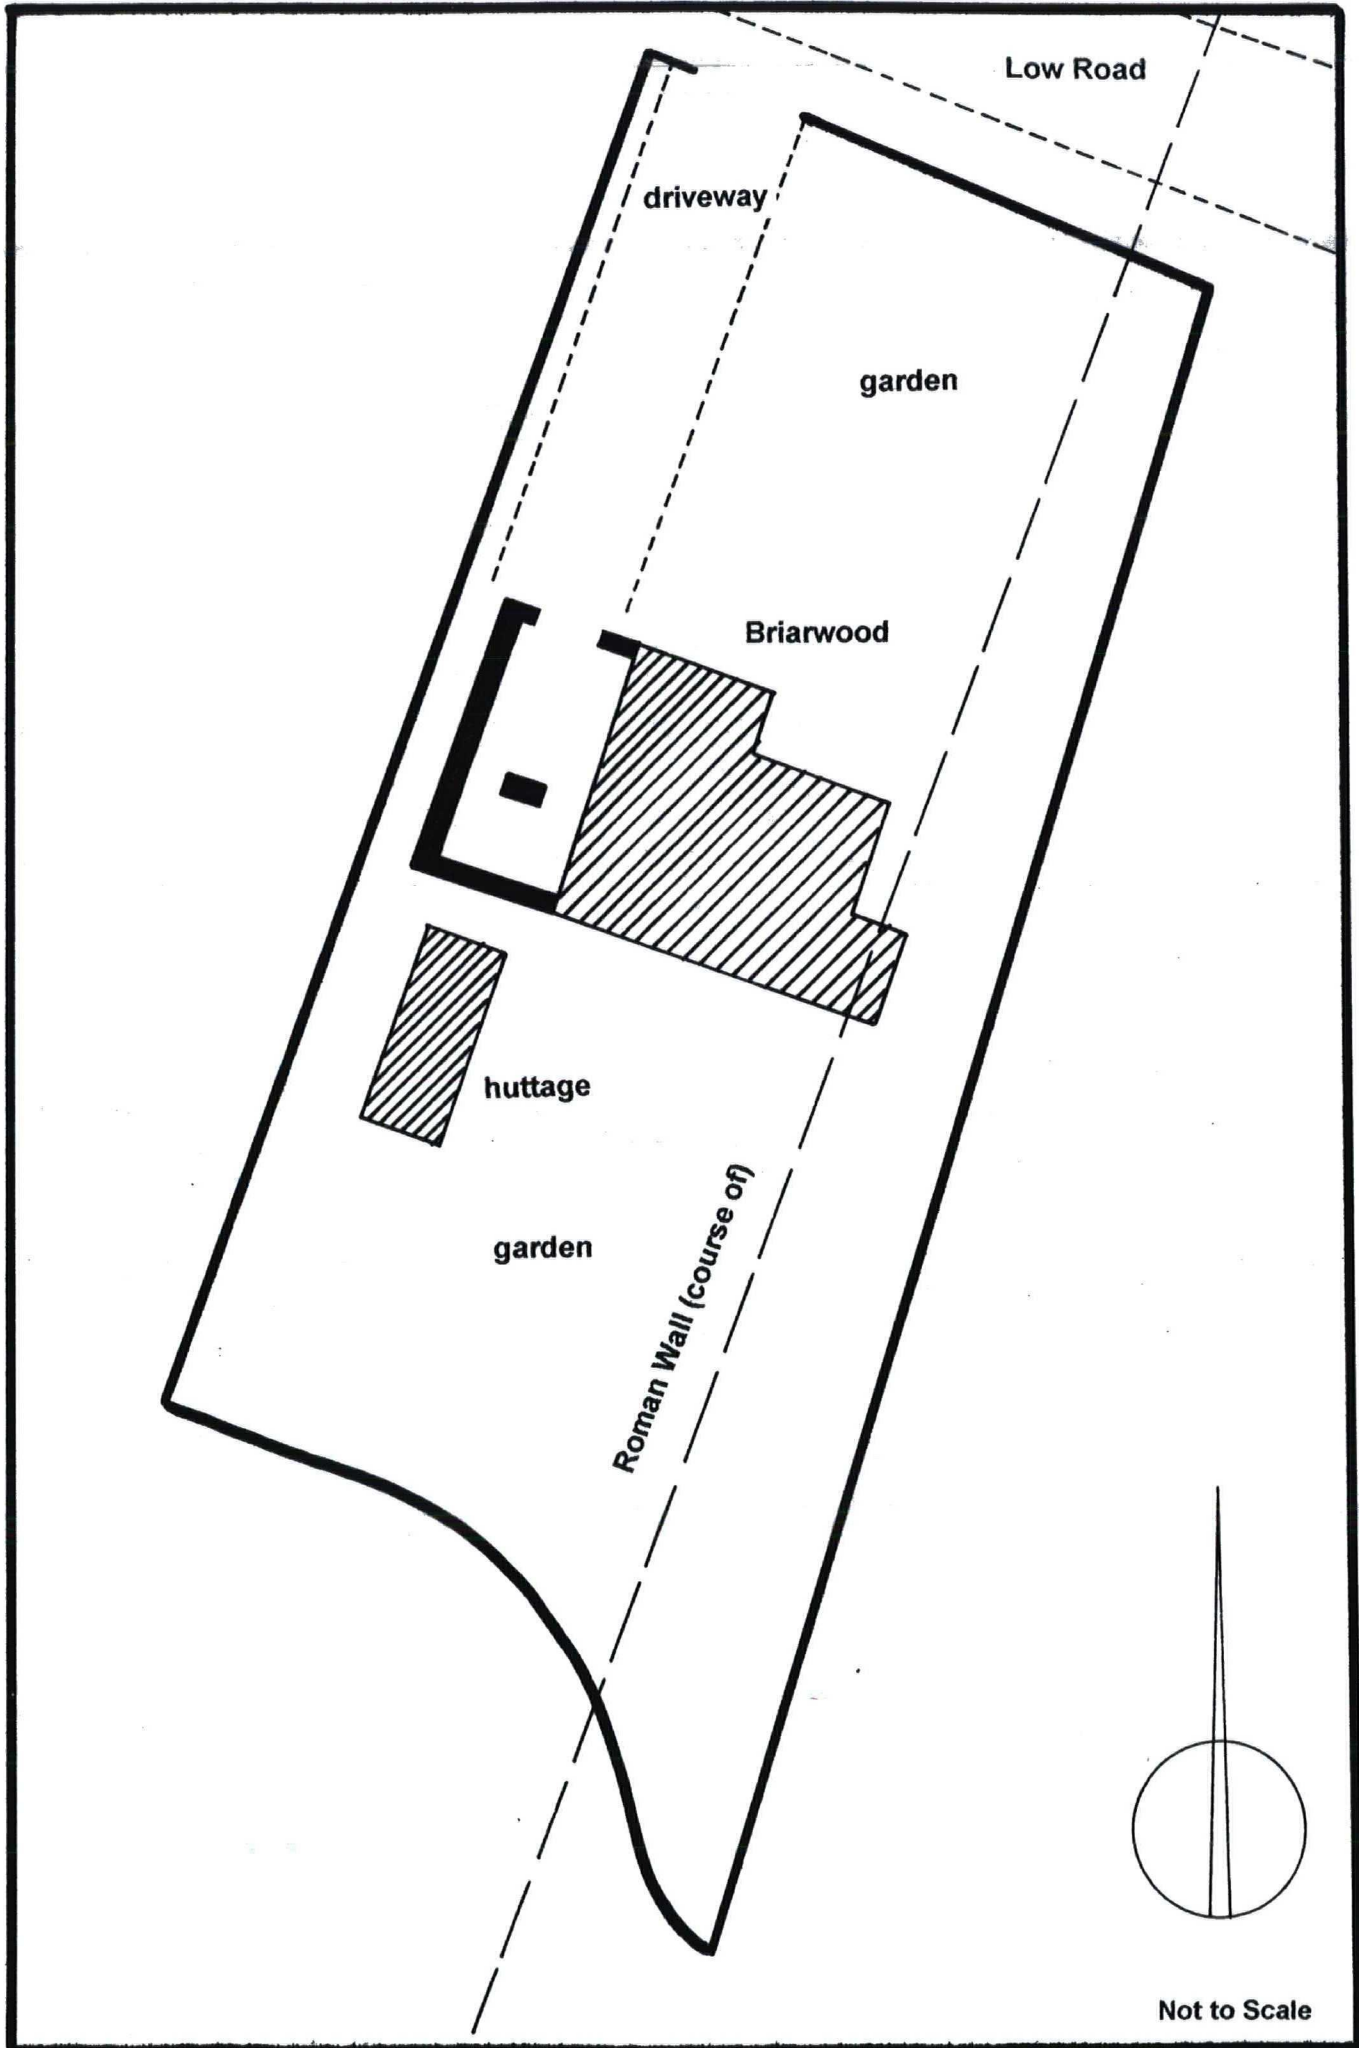 Low Road
driveway
garden
Briarwood
huttage
garden
Roman Wall (course of)
Not to Scale